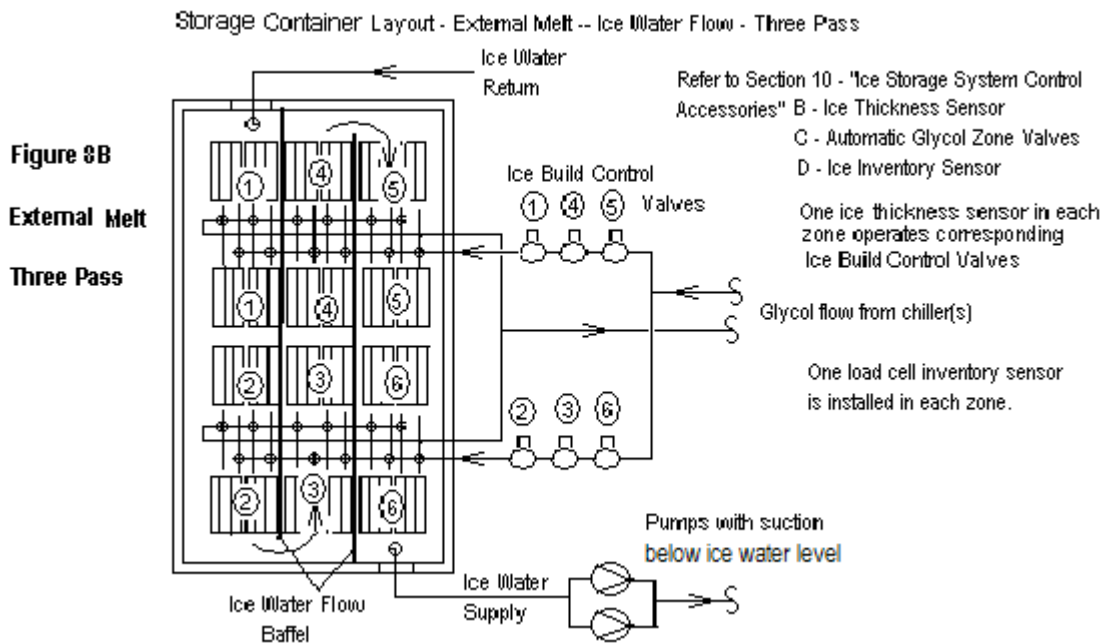 Storage Container Layout - External Melt -- Ice Water Flow - Three Pass
Ice Water
Return
Refer to Section 10 - "Ice Storage System Control
Accessories" B - Ice Thickness Sensor
C - Automatic Glycol Zone Valves
D - Ice Inventory Sensor
Figure 8B
External Melt
Three Pass
1
4
5
Ice Build Control
Valves
1 4 5
One ice thickness sensor in each
zone operates corresponding
Ice Build Control Valves
1
4
5
Glycol flow from chiller(s)
2
3
6
One load cell inventory sensor
is installed in each zone.
2 3 6
2
3
6
Pumps with suction
below ice water level
Ice Water
Supply
Ice Water Flow
Baffel